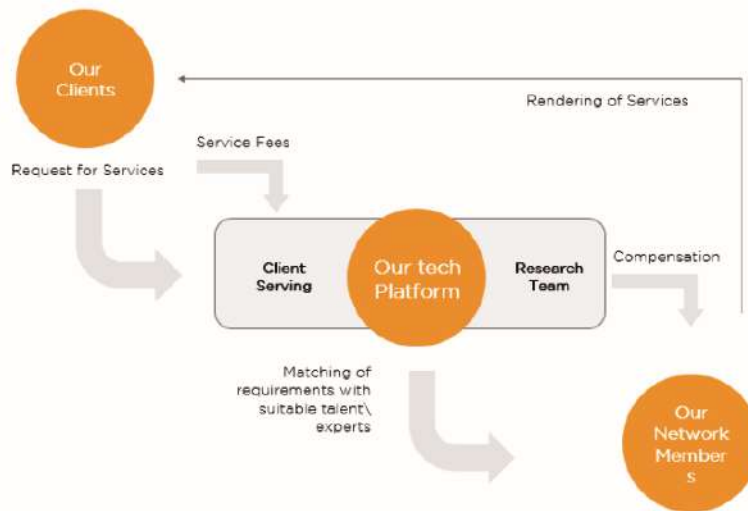 Our
Clients
Rendering of Services
Service Fees
Request for Services
Client
Serving
Our tech
Platform
Research
Team
Compensation
Matching of
requirements with
suitable talent\
experts
Our
Network
Member
s